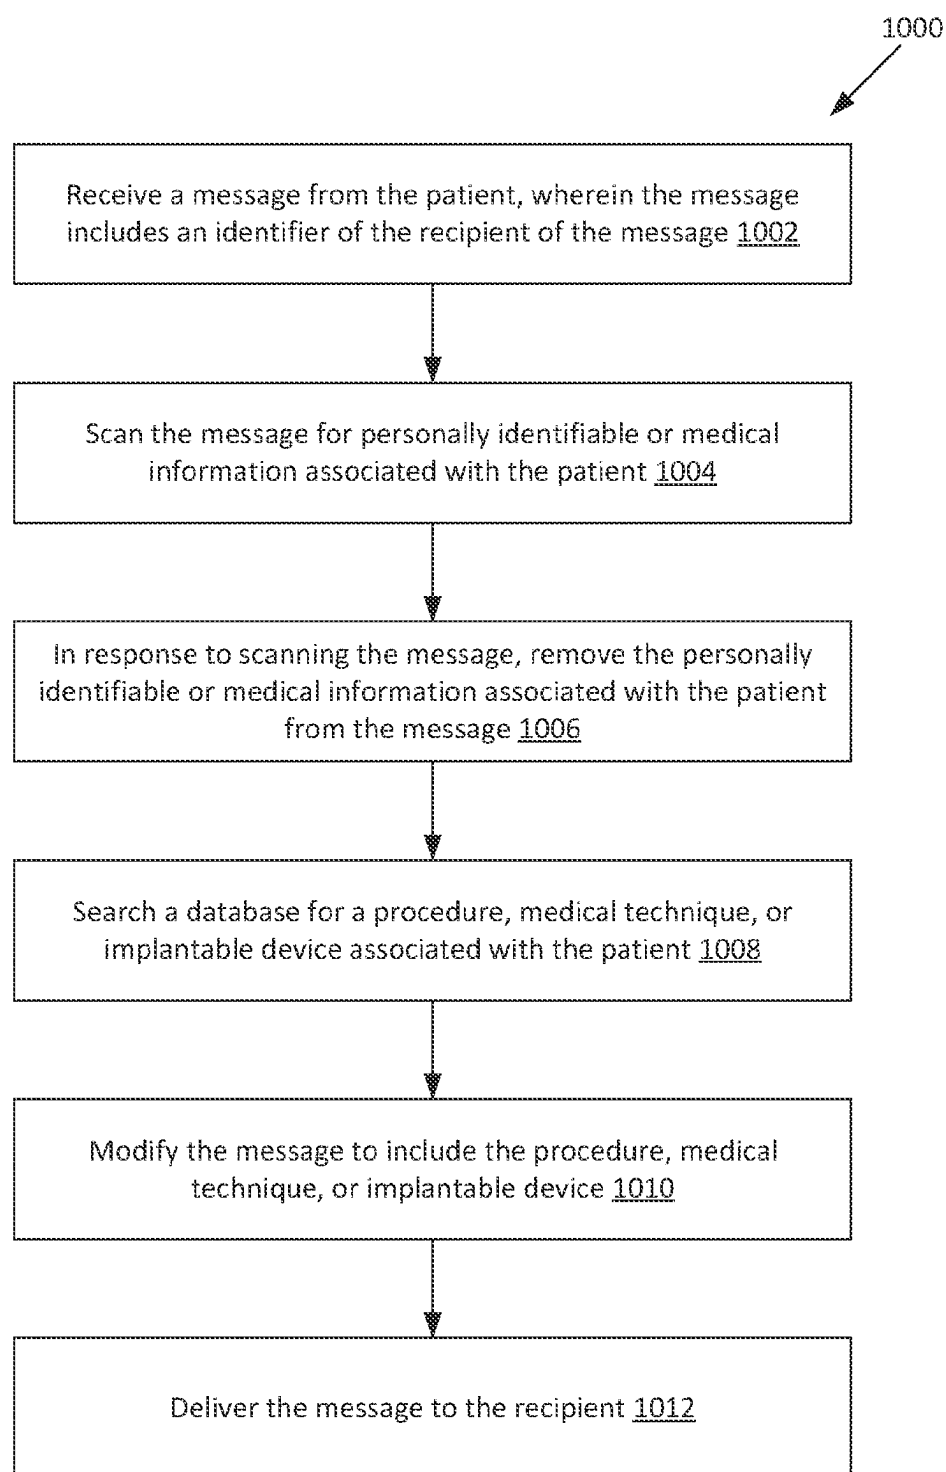 1000
Receive a message from the patient, wherein the message
includes an identifier of the recipient of the message 1002
Scan the message for personally identifiable or medical
information associated with the patient 1004
In response to scanning the message, remove the personally
identifiable or medical information associated with the patient
from the message 1006
Search a database for a procedure, medical technique, or
implantable device associated with the patient 1008
Modify the message to include the procedure, medical
technique, or implantable device 1010
Deliver the message to the recipient 1012